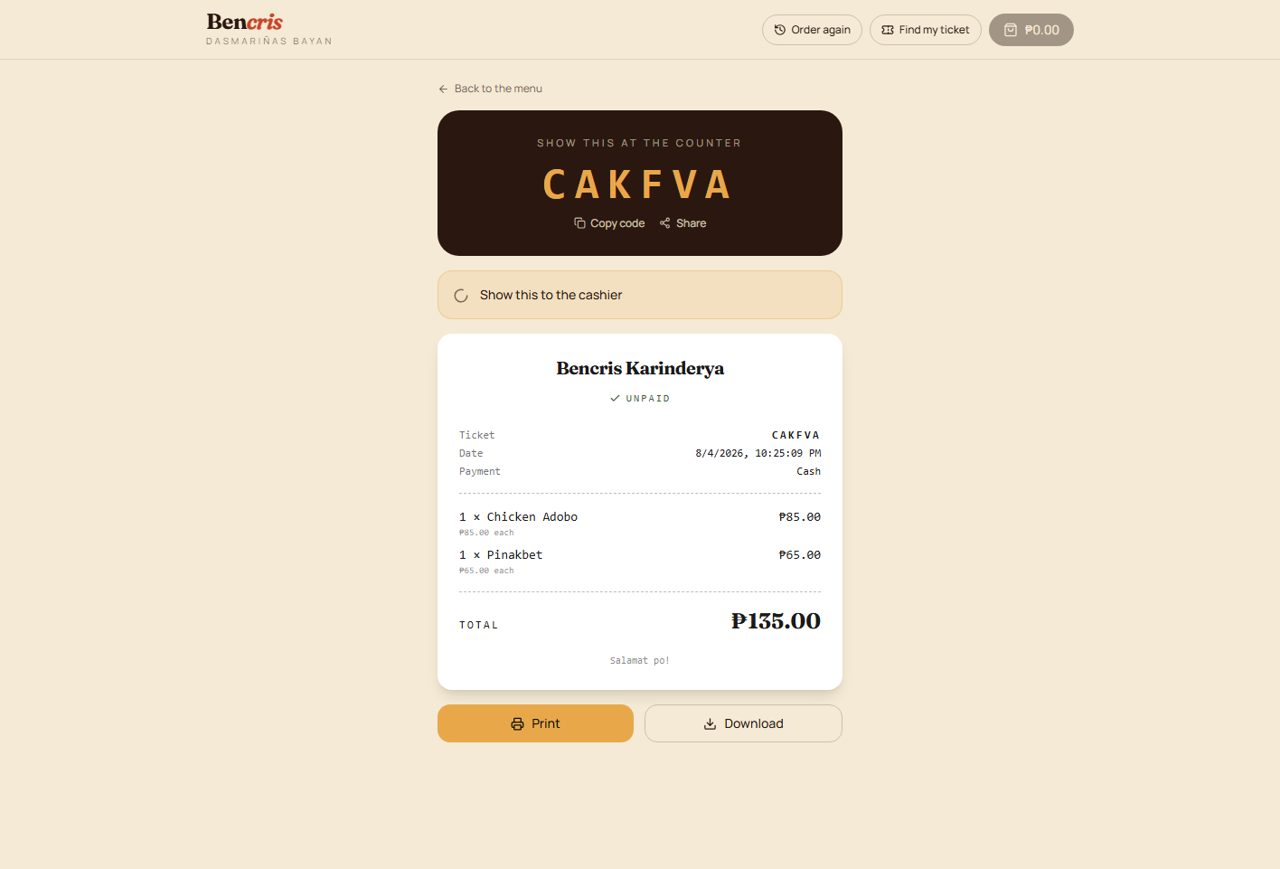 Bencris
DASMARIÑAS BAYAN
Order again
Find my ticket
₱0.00
Back to the menu
SHOW THIS AT THE COUNTER
CAKFVA
Copy code
Share
Show this to the cashier
Bencris Karinderya
UNPAID
Ticket CAKFVA
Date 8/4/2026, 10:25:09 PM
Payment Cash
1 × Chicken Adobo ₱85.00
₱85.00 each
1 × Pinakbet ₱65.00
₱65.00 each
TOTAL ₱135.00
Salamat po!
Print
Download